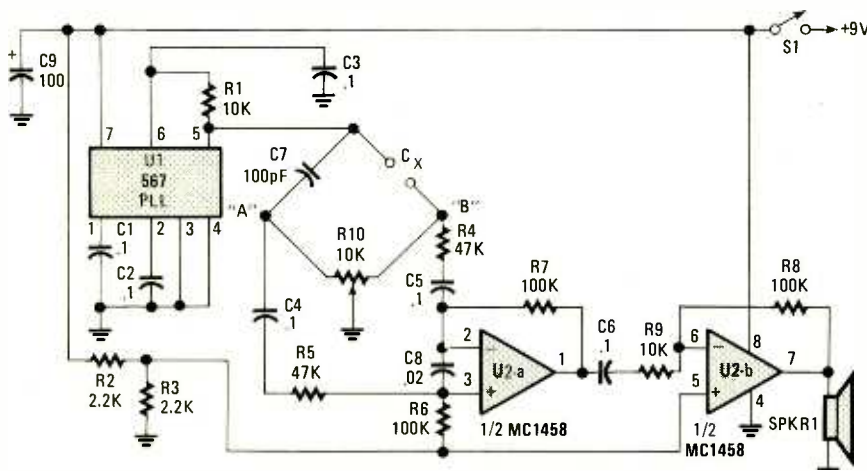 +9V
S1
+
C9
100
C3
.1
R1
10K
7
6
5
U1
567
PLL
C7
100pF
CX
"A"
"B"
1
2
3
4
C1
.1
C2
.1
R10
10K
R4
47K
C5
.1
R7
100K
R8
100K
C4
.1
C6
.1
R9
10K
R5
47K
C8
.02
2
−
3
+
U2-a
1
6
−
5
+
U2-b
8
7
4
R2
2.2K
R3
2.2K
R6
100K
1/2 MC1458
1/2
MC1458
SPKR1